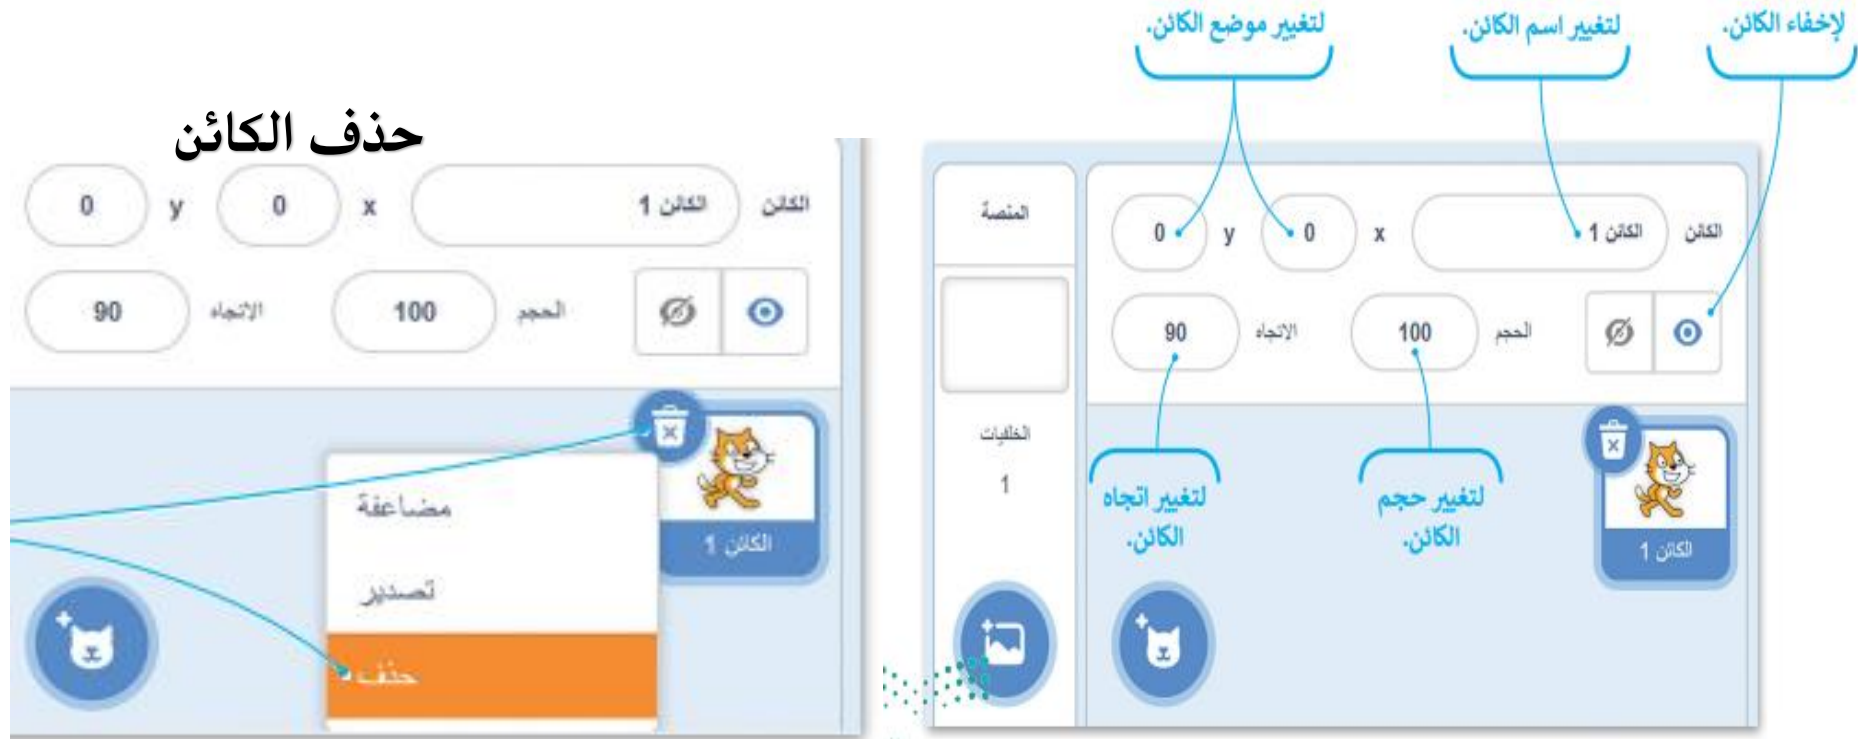 لإخفاء الكائن.
لتغيير اسم الكائن.
لتغيير موضع الكائن.
الكائن
الكائن 1
x
0
y
0
المنصة
الحجم
100
الاتجاه
90
الخلفيات
1
الكائن 1
لتغيير حجم
الكائن.
لتغيير اتجاه
الكائن.
حذف الكائن
الكائن
الكائن 1
x
0
y
0
الحجم
100
الاتجاه
90
الكائن 1
مضاعفة
تصدير
حذف